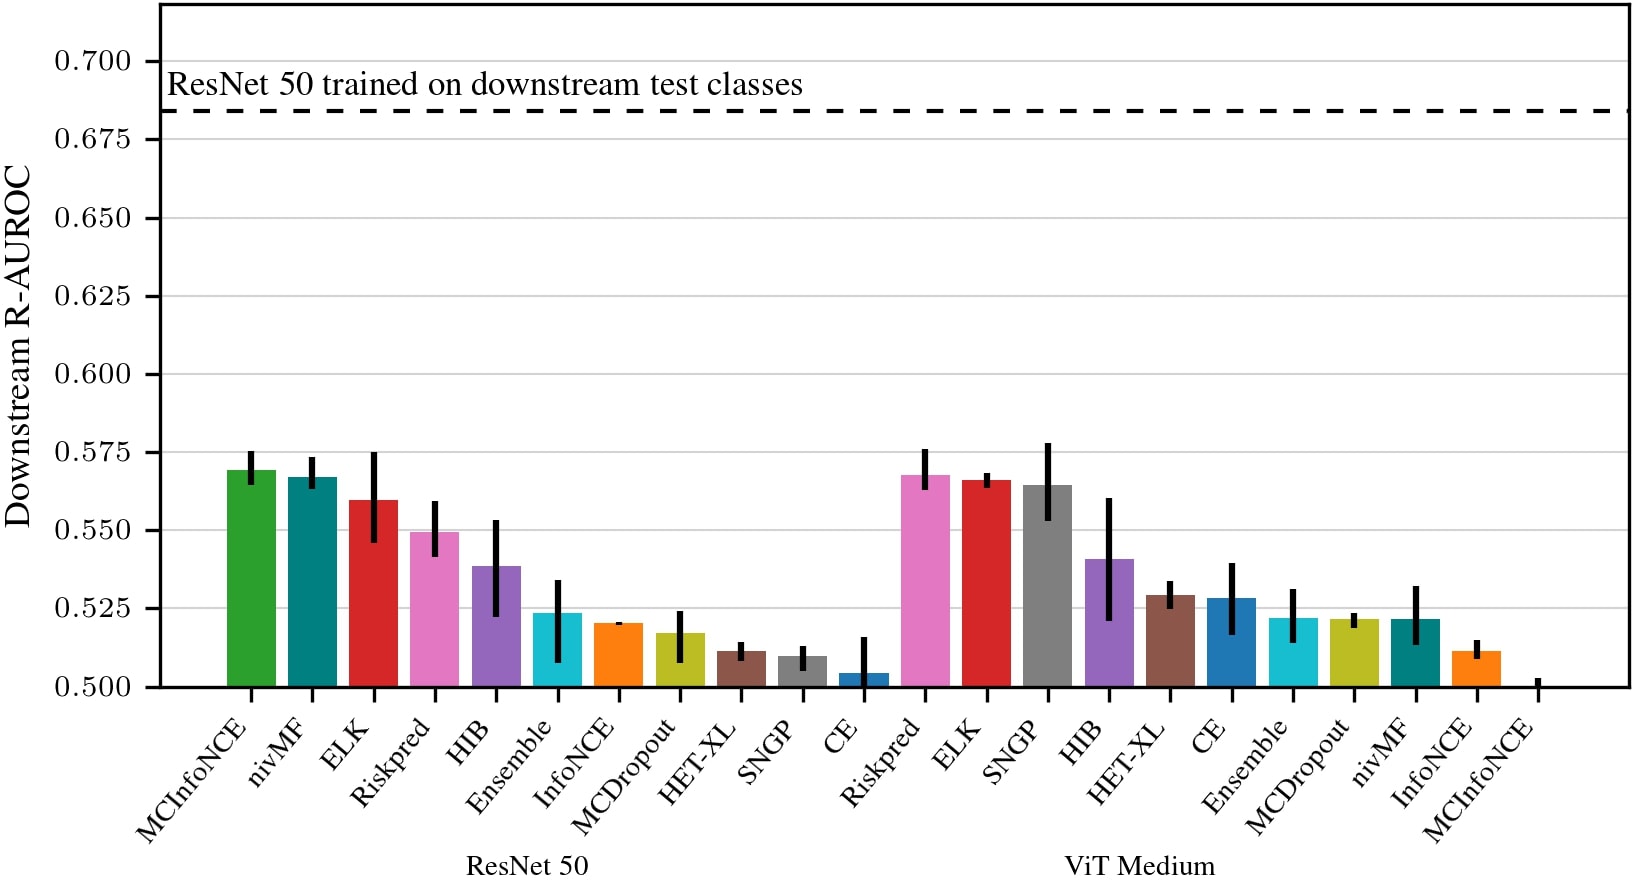 Downstream R-AUROC
0.700
0.675
0.650
0.625
0.600
0.575
0.550
0.525
0.500
ResNet 50 trained on downstream test classes
MCInfoNCE
nivMF
ELK
Riskpred
HIB
Ensemble
InfoNCE
MCDropout
HET-XL
SNGP
CE
Riskpred
ELK
SNGP
HIB
HET-XL
CE
Ensemble
MCDropout
nivMF
InfoNCE
MCInfoNCE
ResNet 50
ViT Medium